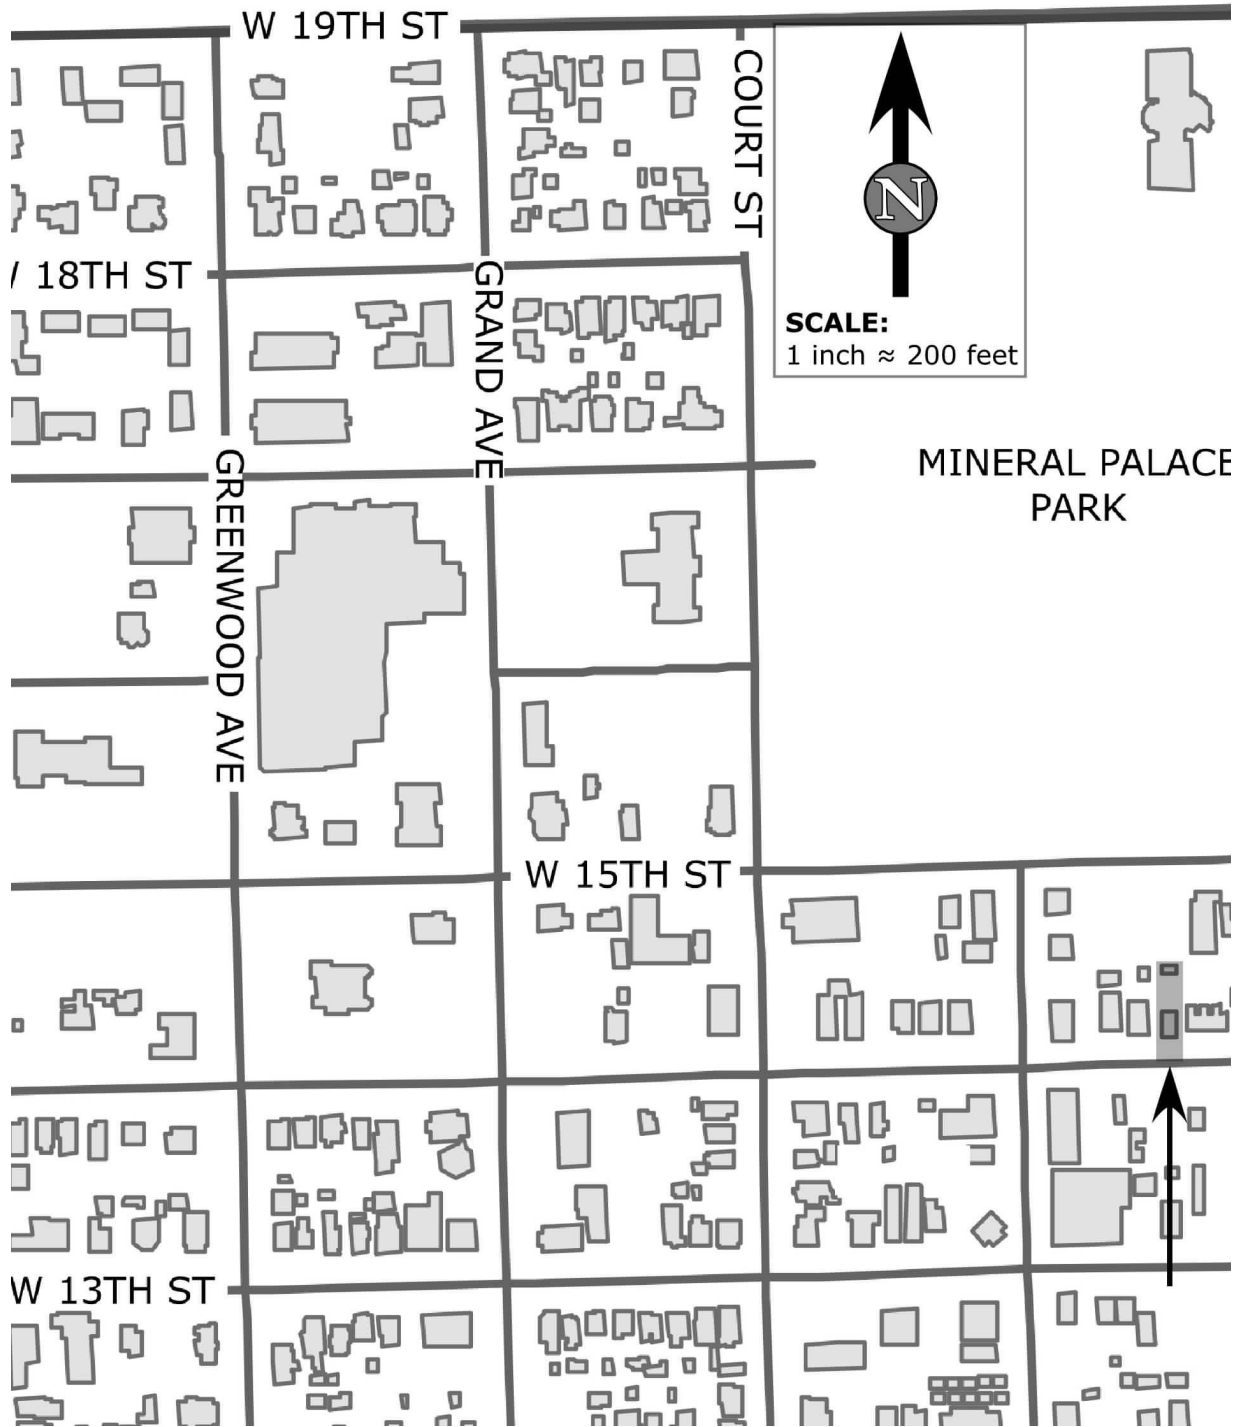 W 19TH ST
COURT ST
N
18TH ST
GRAND AVE
SCALE:
1 inch ≈ 200 feet
GREENWOOD AVE
MINERAL PALACE
PARK
W 15TH ST
W 13TH ST